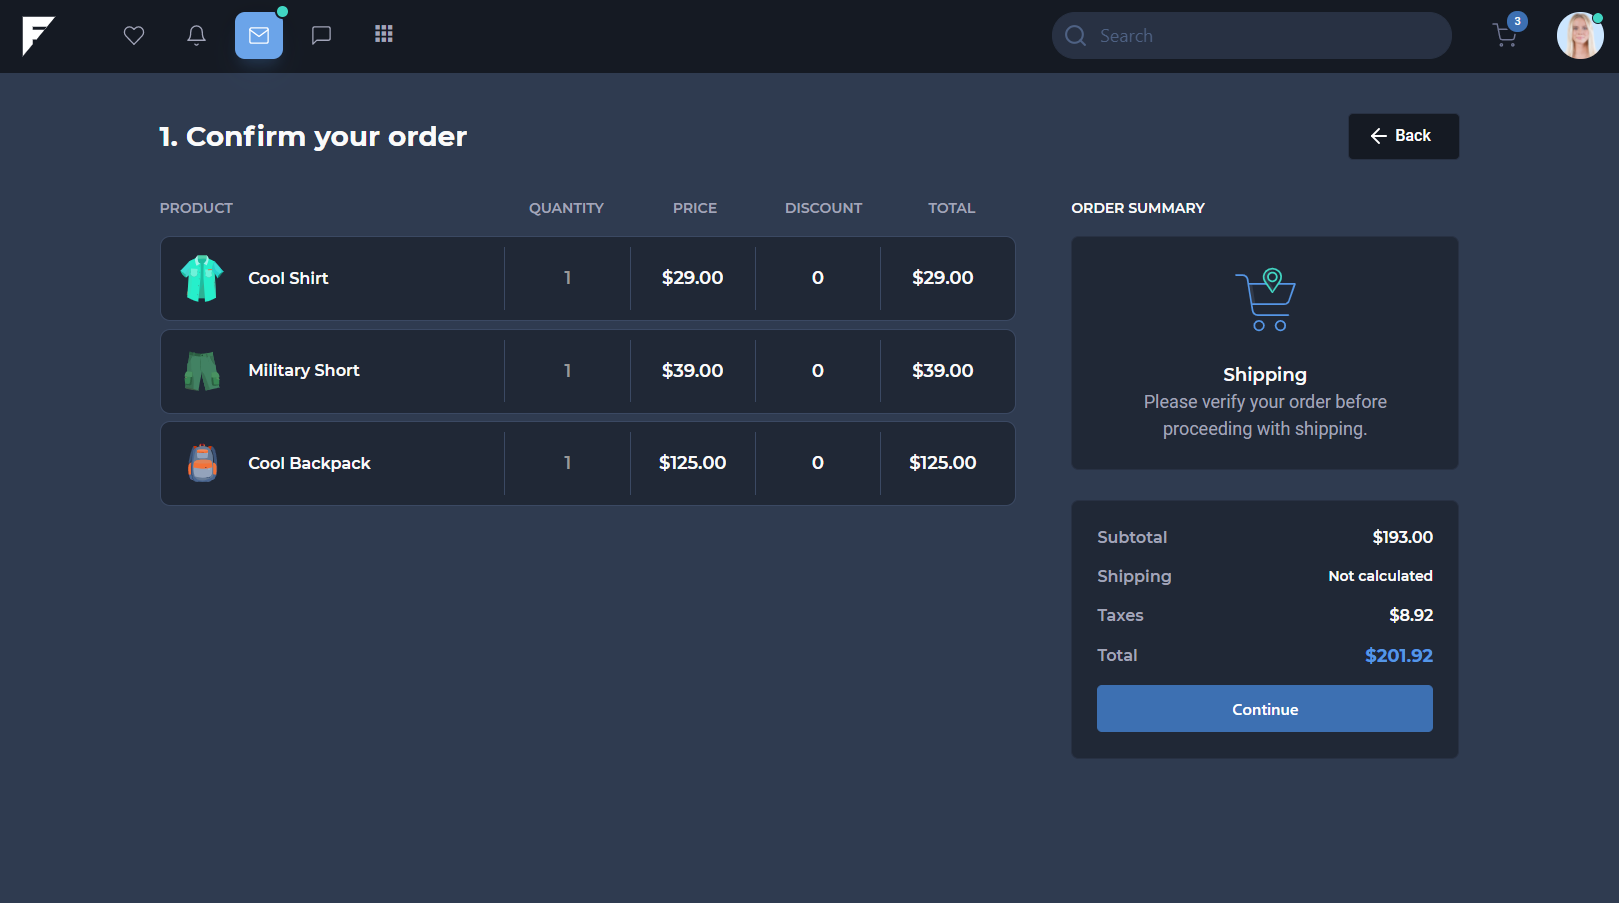 Search
3
1. Confirm your order
Back
PRODUCT QUANTITY PRICE DISCOUNT TOTAL
Cool Shirt 1 $29.00 0 $29.00
Military Short 1 $39.00 0 $39.00
Cool Backpack 1 $125.00 0 $125.00
ORDER SUMMARY
Shipping
Please verify your order before
proceeding with shipping.
Subtotal $193.00
Shipping Not calculated
Taxes $8.92
Total $201.92
Continue